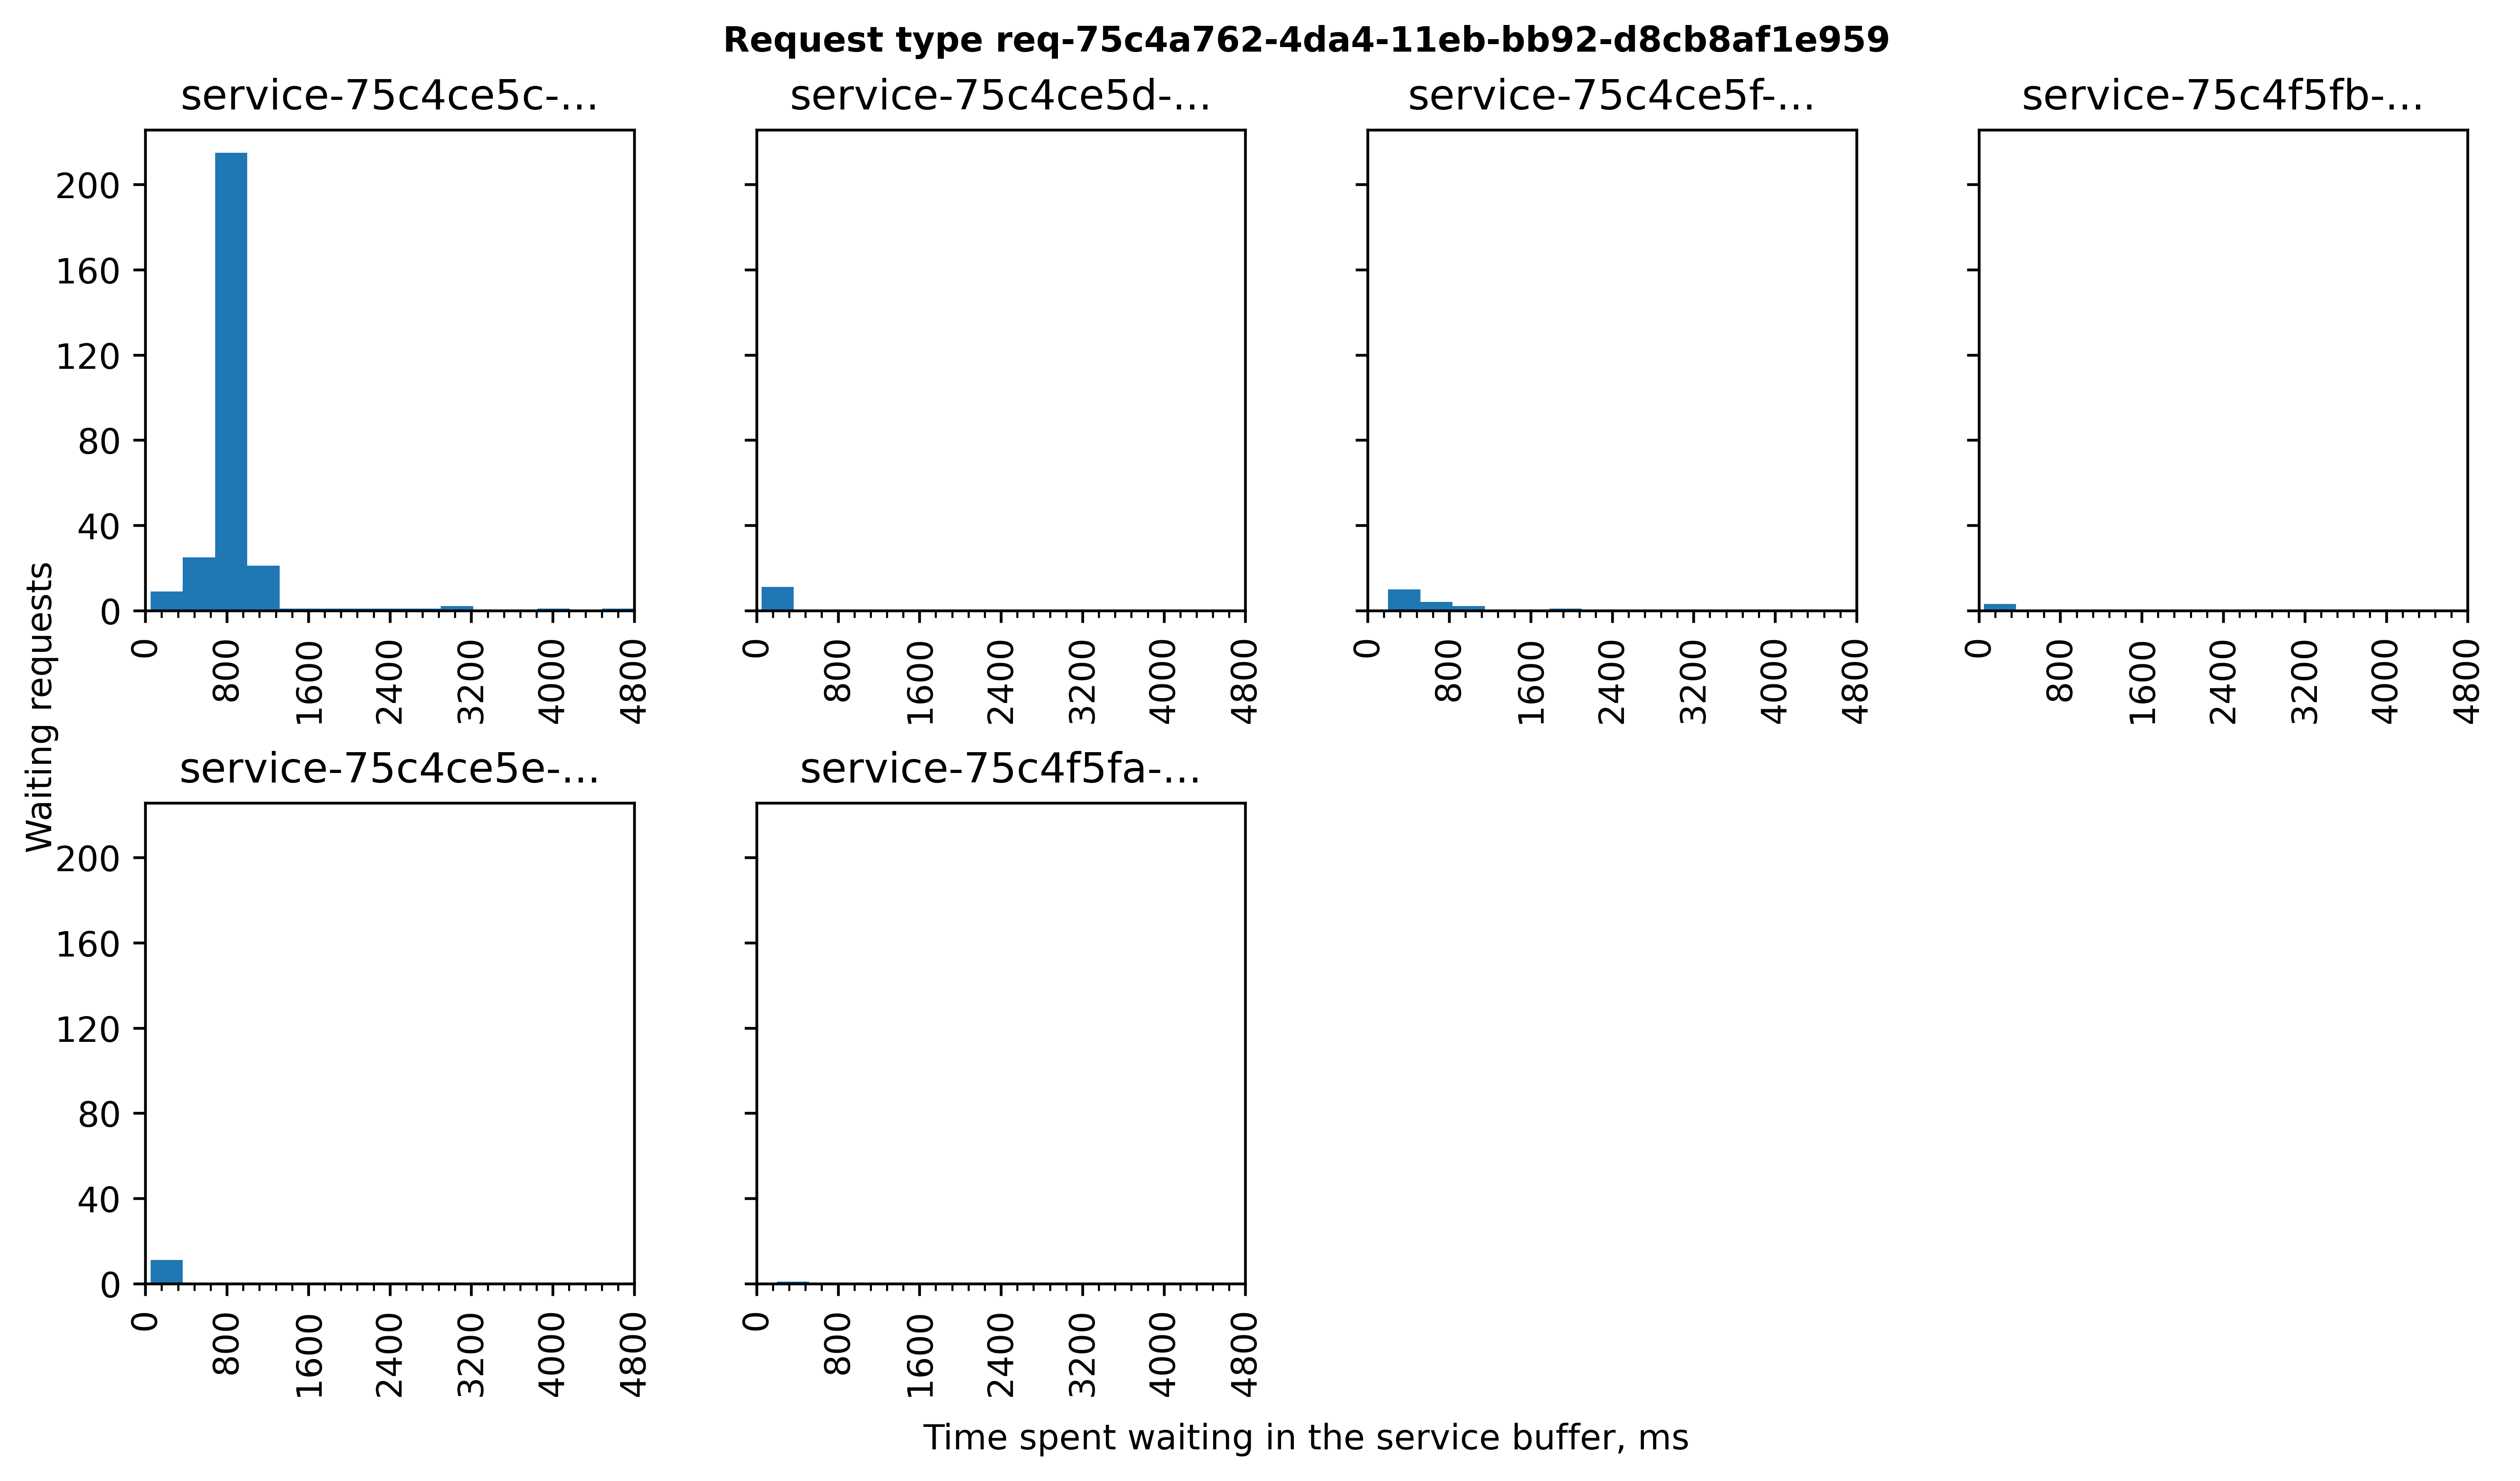 Request type req-75c4a762-4da4-11eb-bb92-d8cb8af1e959
service-75c4ce5c-...
service-75c4ce5d-...
service-75c4ce5f-...
service-75c4f5fb-...
200
160
120
80
40
0
0 800 1600 2400 3200 4000 4800
0 800 1600 2400 3200 4000 4800
0 800 1600 2400 3200 4000 4800
0 800 1600 2400 3200 4000 4800
Waiting requests
service-75c4ce5e-...
service-75c4f5fa-...
200
160
120
80
40
0
0 800 1600 2400 3200 4000 4800
0 800 1600 2400 3200 4000 4800
Time spent waiting in the service buffer, ms